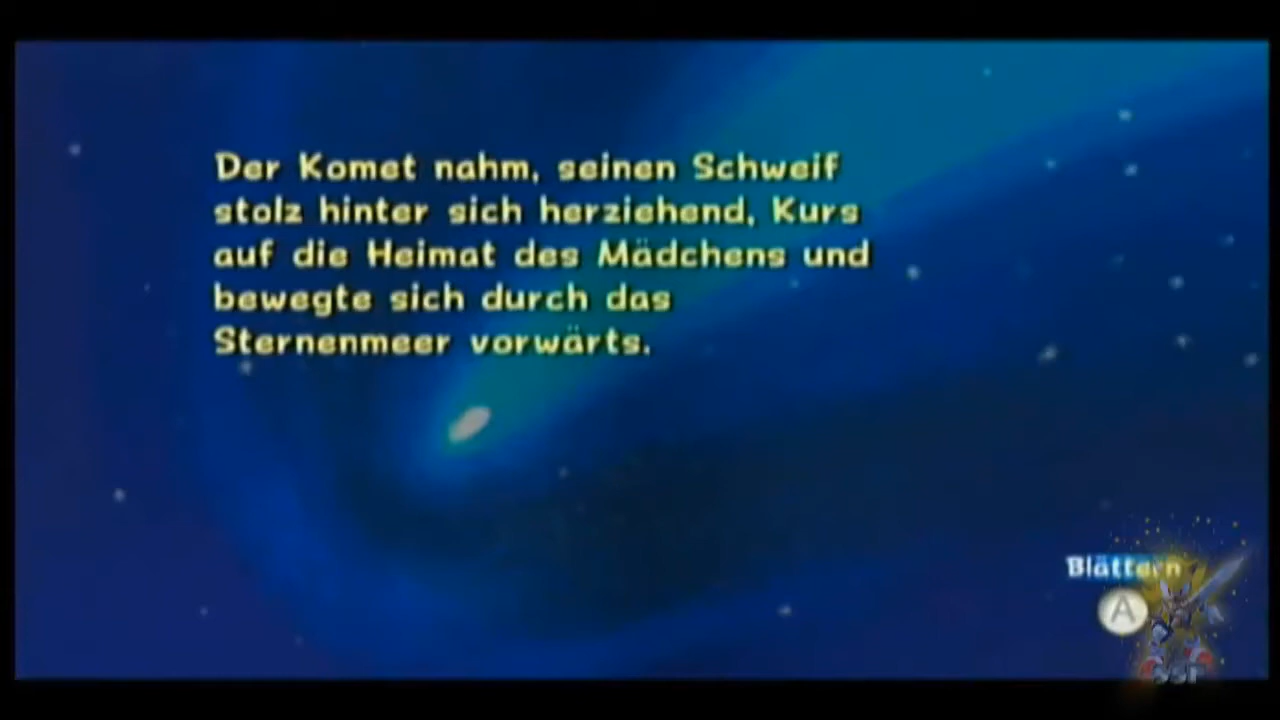 Der Komet nahm, seinen Schweif
stolz hinter sich herziehend, Kurs
auf die Heimat des Mädchens und
bewegte sich durch das
Sternenmeer vorwärts.
Blättern
A